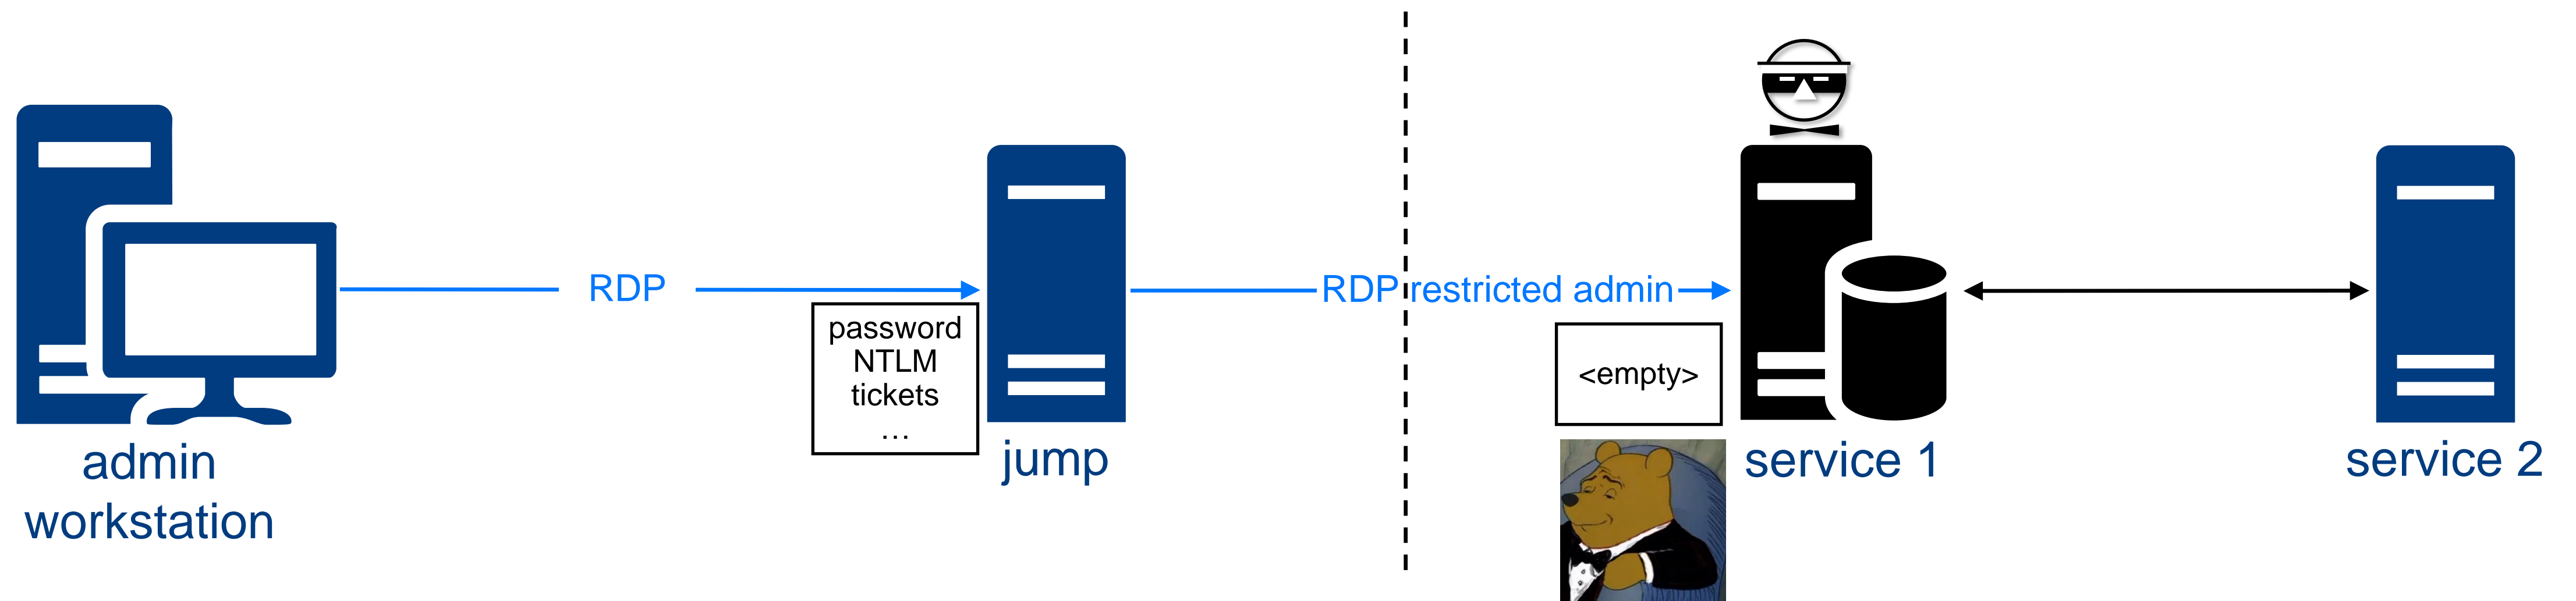 RDP
RDP restricted admin
password
NTLM
tickets
...
<empty>
admin
workstation
jump
service 1
service 2